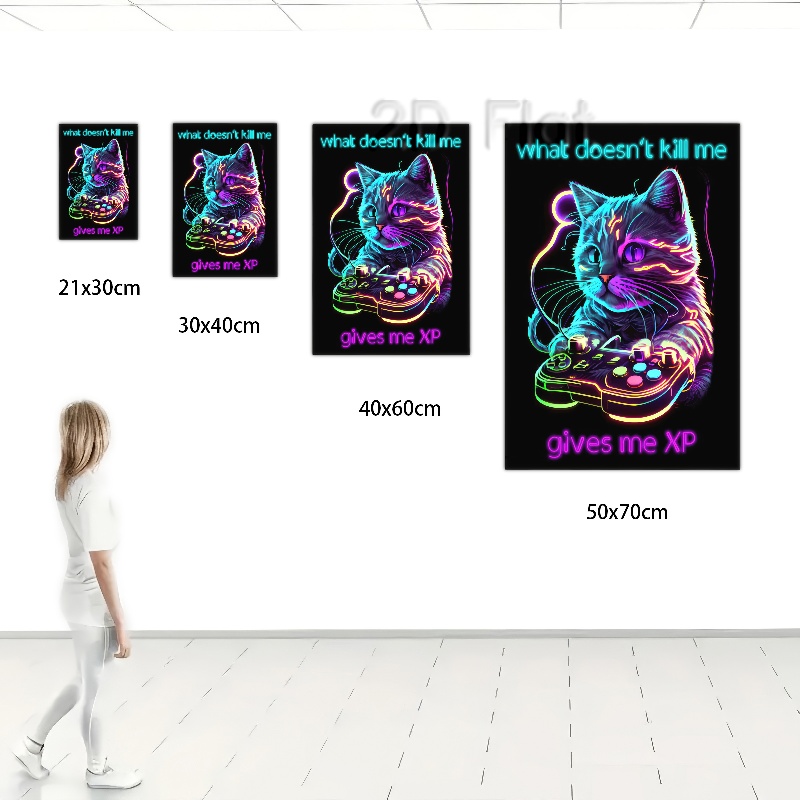 2D Flat
what doesn't kill me
gives me XP
21x30cm
what doesn't kill me
gives me XP
30x40cm
what doesn't kill me
gives me XP
40x60cm
what doesn't kill me
gives me XP
50x70cm